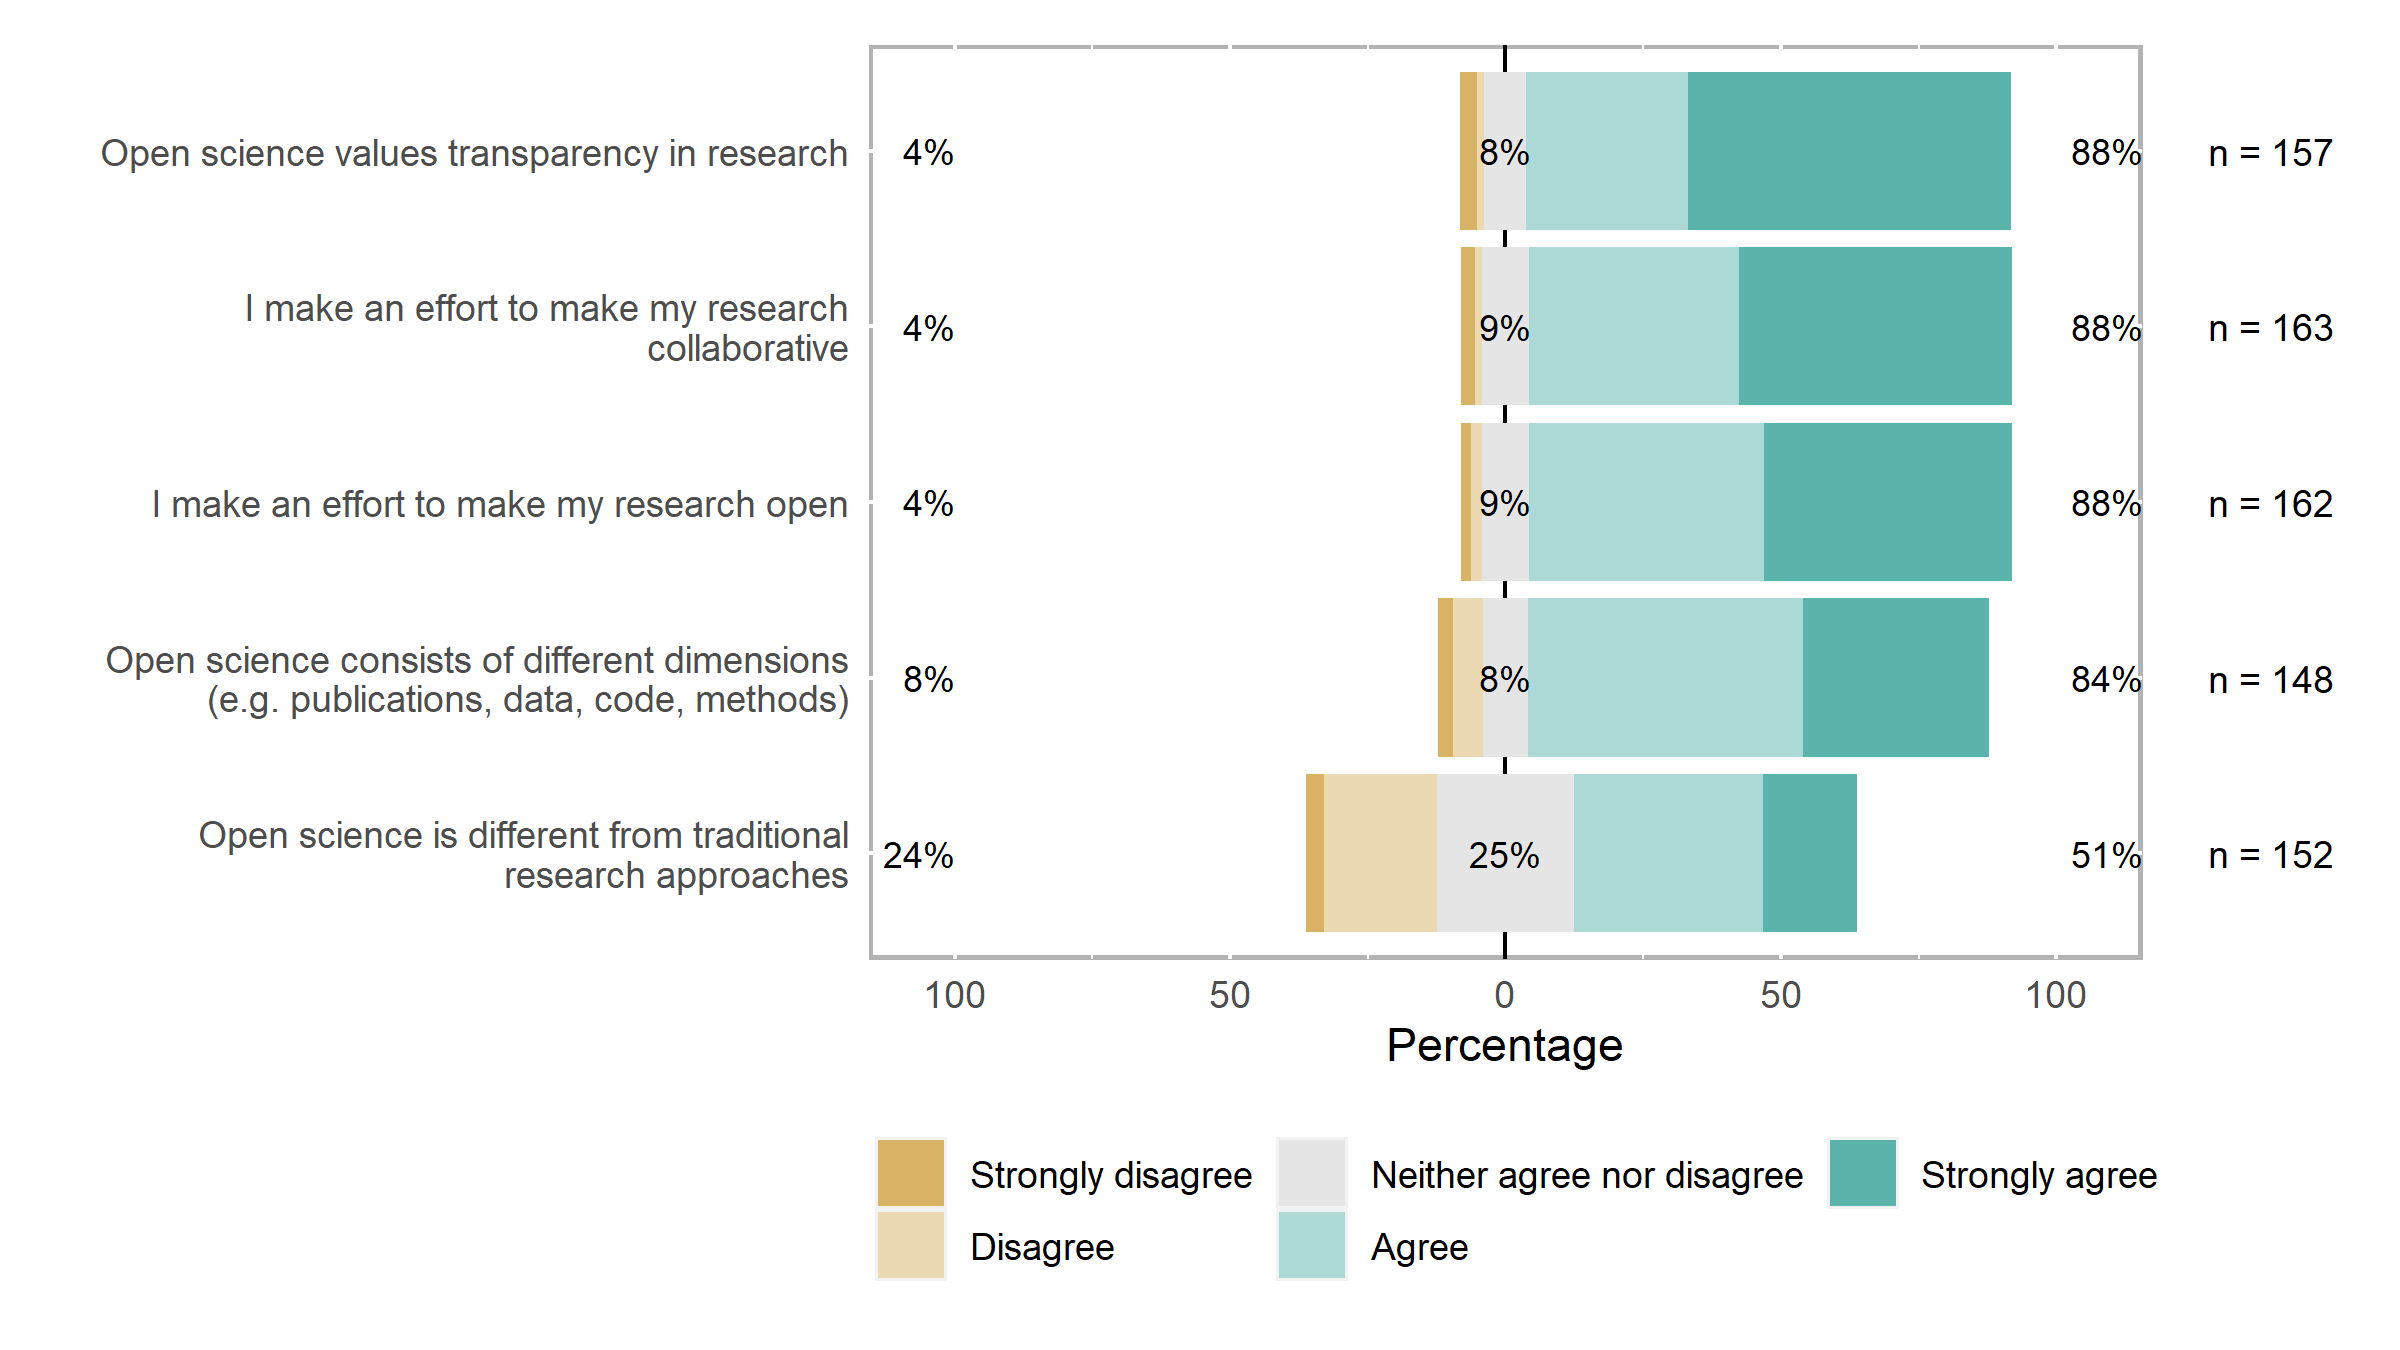 Open science values transparency in research
4%
8%
88%
n = 157
I make an effort to make my research
collaborative
4%
9%
88%
n = 163
I make an effort to make my research open
4%
9%
88%
n = 162
Open science consists of different dimensions
(e.g. publications, data, code, methods)
8%
8%
84%
n = 148
Open science is different from traditional
research approaches
24%
25%
51%
n = 152
100 50 0 50 100
Percentage
Strongly disagree
Neither agree nor disagree
Strongly agree
Disagree
Agree